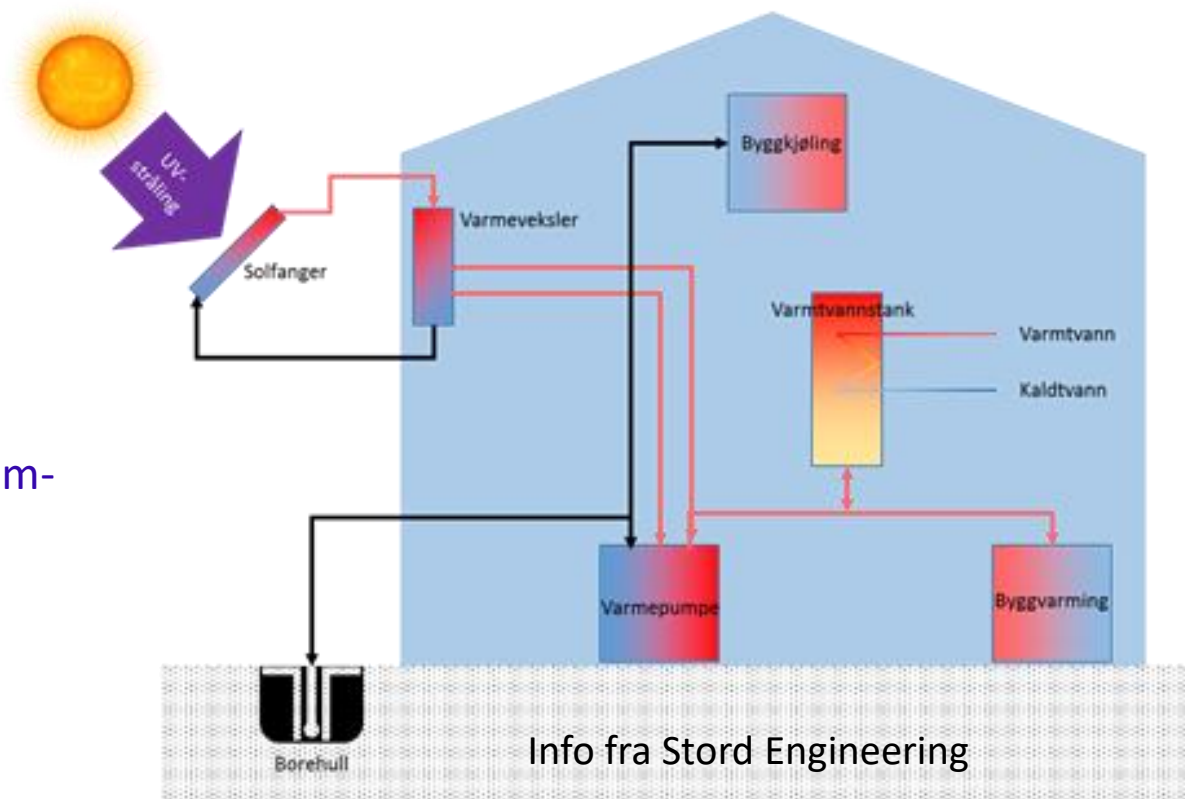 UV-
stråling
Byggkjøling
Varmeveksler
Solfanger
Varmtvannstank
Varmtvann
Kaldtvann
m-
Varmepumpe
Byggvarming
Borehull
Info fra Stord Engineering